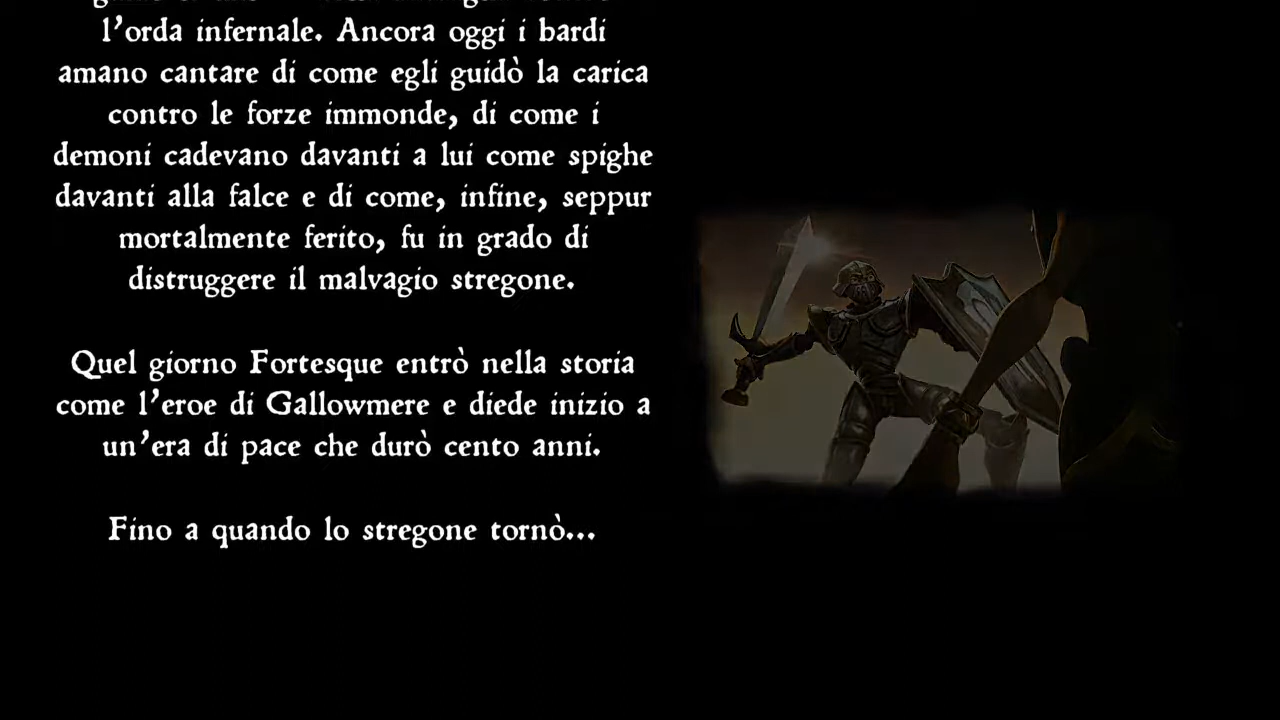 l'orda infernale. Ancora oggi i bardi
amano cantare di come egli guidò la carica
contro le forze immonde, di come i
demoni cadevano davanti a lui come spighe
davanti alla falce e di come, infine, seppur
mortalmente ferito, fu in grado di
distruggere il malvagio stregone.
Quel giorno Fortesque entrò nella storia
come l'eroe di Gallowmere e diede inizio a
un'era di pace che durò cento anni.
Fino a quando lo stregone tornò...